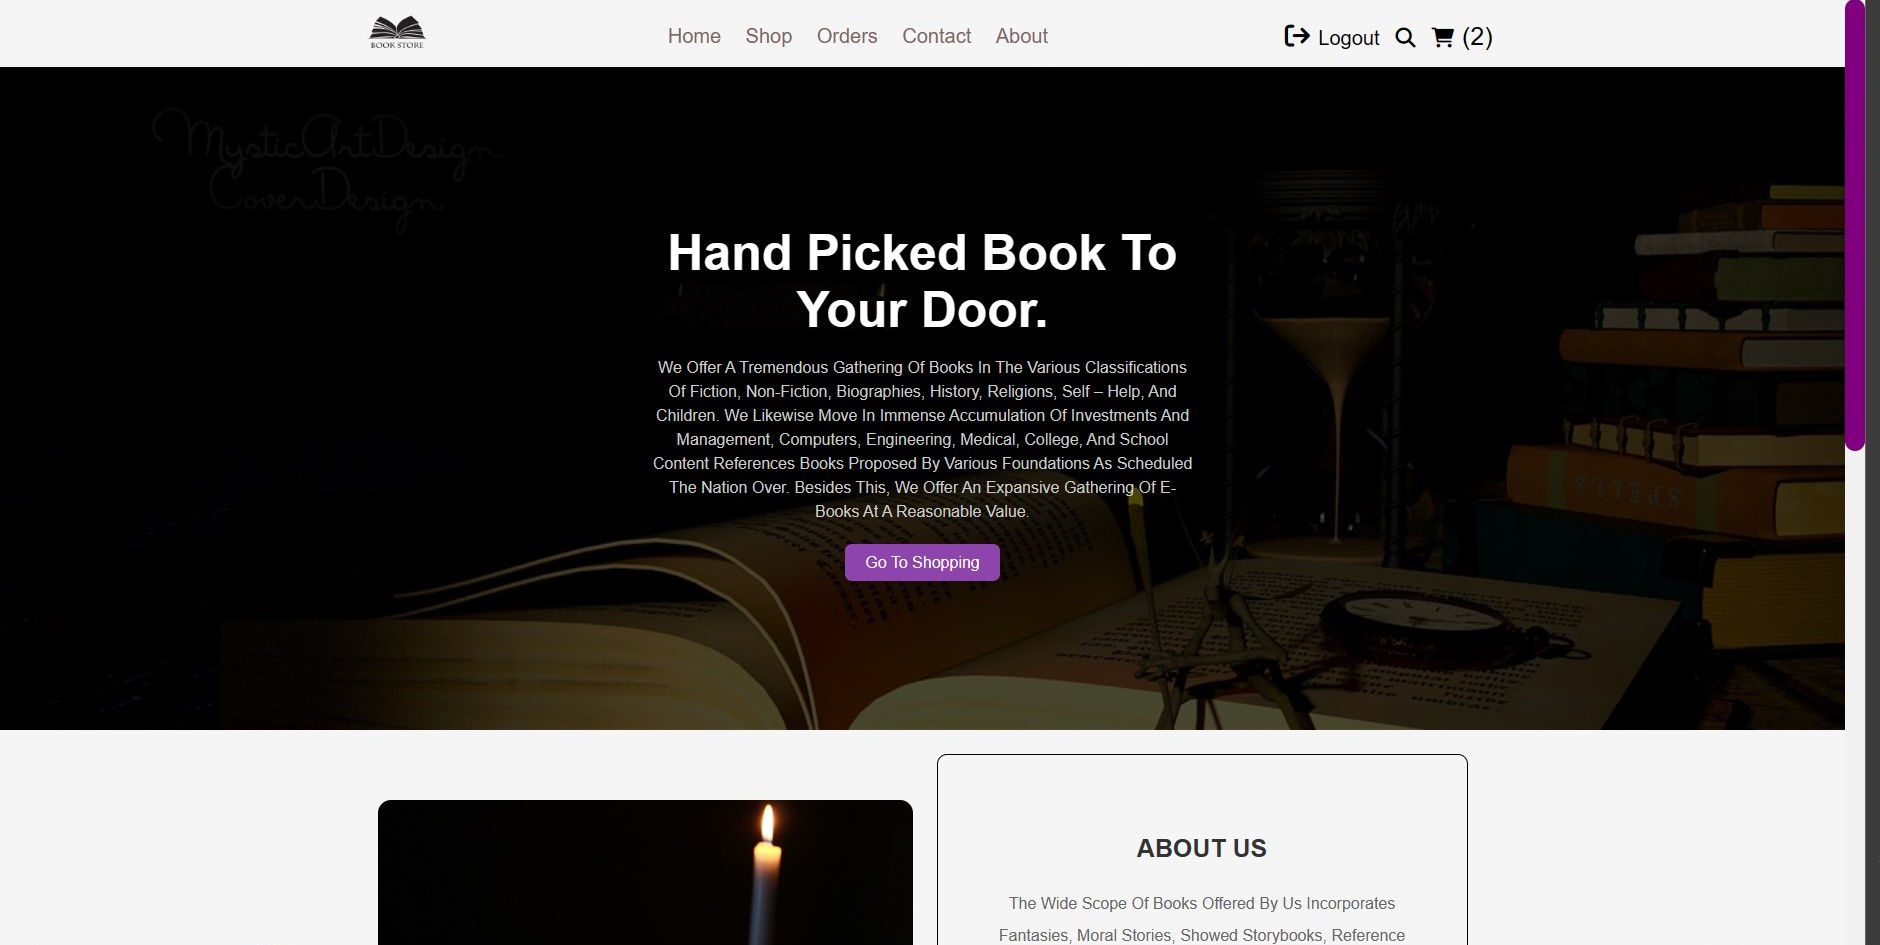 BOOK STORE
Home Shop Orders Contact About
Logout (2)
MysticArtDesign
Cover.Design
Hand Picked Book To
Your Door.
We Offer A Tremendous Gathering Of Books In The Various Classifications
Of Fiction, Non-Fiction, Biographies, History, Religions, Self – Help, And
Children. We Likewise Move In Immense Accumulation Of Investments And
Management, Computers, Engineering, Medical, College, And School
Content References Books Proposed By Various Foundations As Scheduled
The Nation Over. Besides This, We Offer An Expansive Gathering Of E-
Books At A Reasonable Value.
SPELLS
Go To Shopping
ABOUT US
The Wide Scope Of Books Offered By Us Incorporates
Fantasies, Moral Stories, Showed Storybooks, Reference